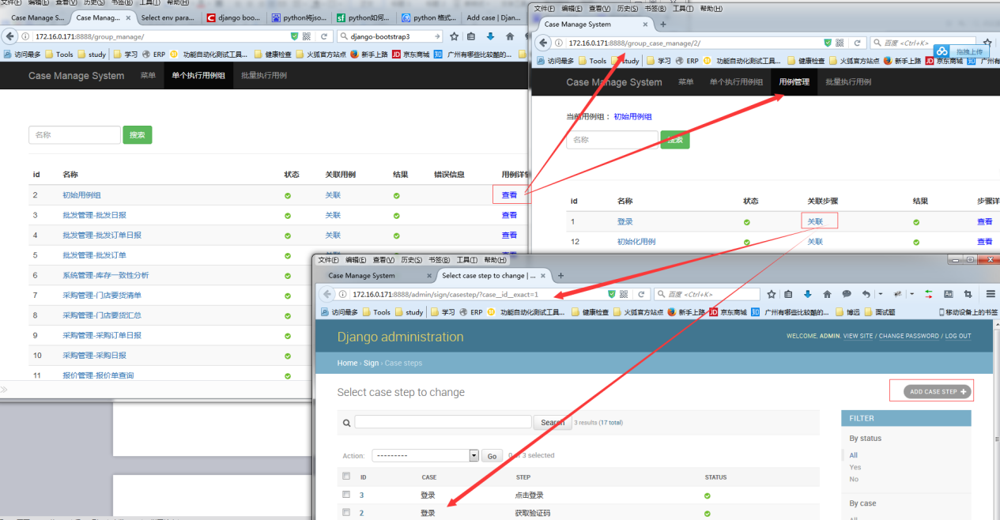 文件(F) 编辑(E) 查看(V) 历史(S) 书签(B) 工具(T) 帮助(H)
Case Manage S... Case Manag... × Select env para... django boo... python将jso... python如何... python 格式... Add case | Djan...
172.16.0.171:8888/group_manage/ django-bootstrap3
访问最多 Tools study 学习 ERP 功能自动化测试工具... 健康检查 火狐官方站点 新手上路 JD 京东商城 知 广州有哪些比较酷的...
Case Manage System 菜单 单个执行用例组 批量执行用例
名称 搜索
id 名称 状态 关联用例 结果 错误信息 用例详情
2 初始用例组 关联 查看
3 批发管理-批发日报 关联 查看
4 批发管理-批发订单日报 关联 查看
5 批发管理-批发订单
6 系统管理-库存一致性分析
7 采购管理-门店要货清单
8 采购管理-门店要货汇总
9 采购管理-采购订单日报
10 采购管理-采购日报
11 报价管理-报价单查询
文件(F) 编辑(E) 查看(V) 历史(S) 书签(B) 工具(T) 帮助(H)
Case Manage System × +
172.16.0.171:8888/group_case_manage/2/ 百度 <Ctrl+K>
拖拽上传
访问最多 Tools study 学习 ERP 功能自动化测试工具... 健康检查 火狐官方站点 新手上路 JD 京东商城 知 广州有
Case Manage System 菜单 单个执行用例组 用例管理 批量执行用例
当前用例组： 初始用例组
名称 搜索
id 名称 状态 关联步骤 结果 步骤详
1 登录 关联 查看
12 初始化用例 关联 查看
文件(F) 编辑(E) 查看(V) 历史(S) 书签(B) 工具(T) 帮助(H)
Case Manage System × Select case step to change | ... × +
172.16.0.171:8888/admin/sign/casestep/?case__id__exact=1 百度 <Ctrl+K>
访问最多 Tools study 学习 ERP 功能自动化测试工具... 健康检查 火狐官方站点 新手上路 JD 京东商城 知 广州有哪些比较酷的... 博远 面试题 移动设备上的书签
Django administration WELCOME, ADMIN. VIEW SITE / CHANGE PASSWORD / LOG OUT
Home › Sign › Case steps
Select case step to change ADD CASE STEP +
Search 3 results (17 total)
Action: --------- Go 0 of 3 selected
ID CASE STEP STATUS
3 登录 点击登录
2 登录 获取验证码
FILTER
By status
All
Yes
No
By case
All